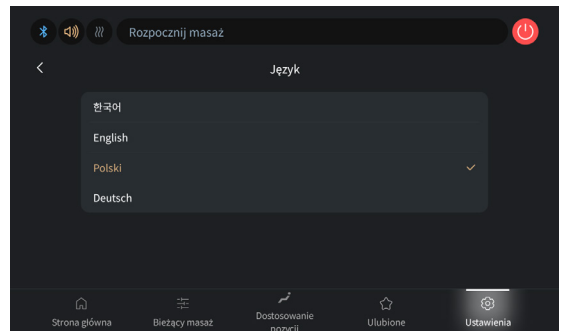 Rozpocznij masaż
Język
한국어
English
Polski
Deutsch
Strona główna
Bieżący masaż
Dostosowanie
pozycji
Ulubione
Ustawienia